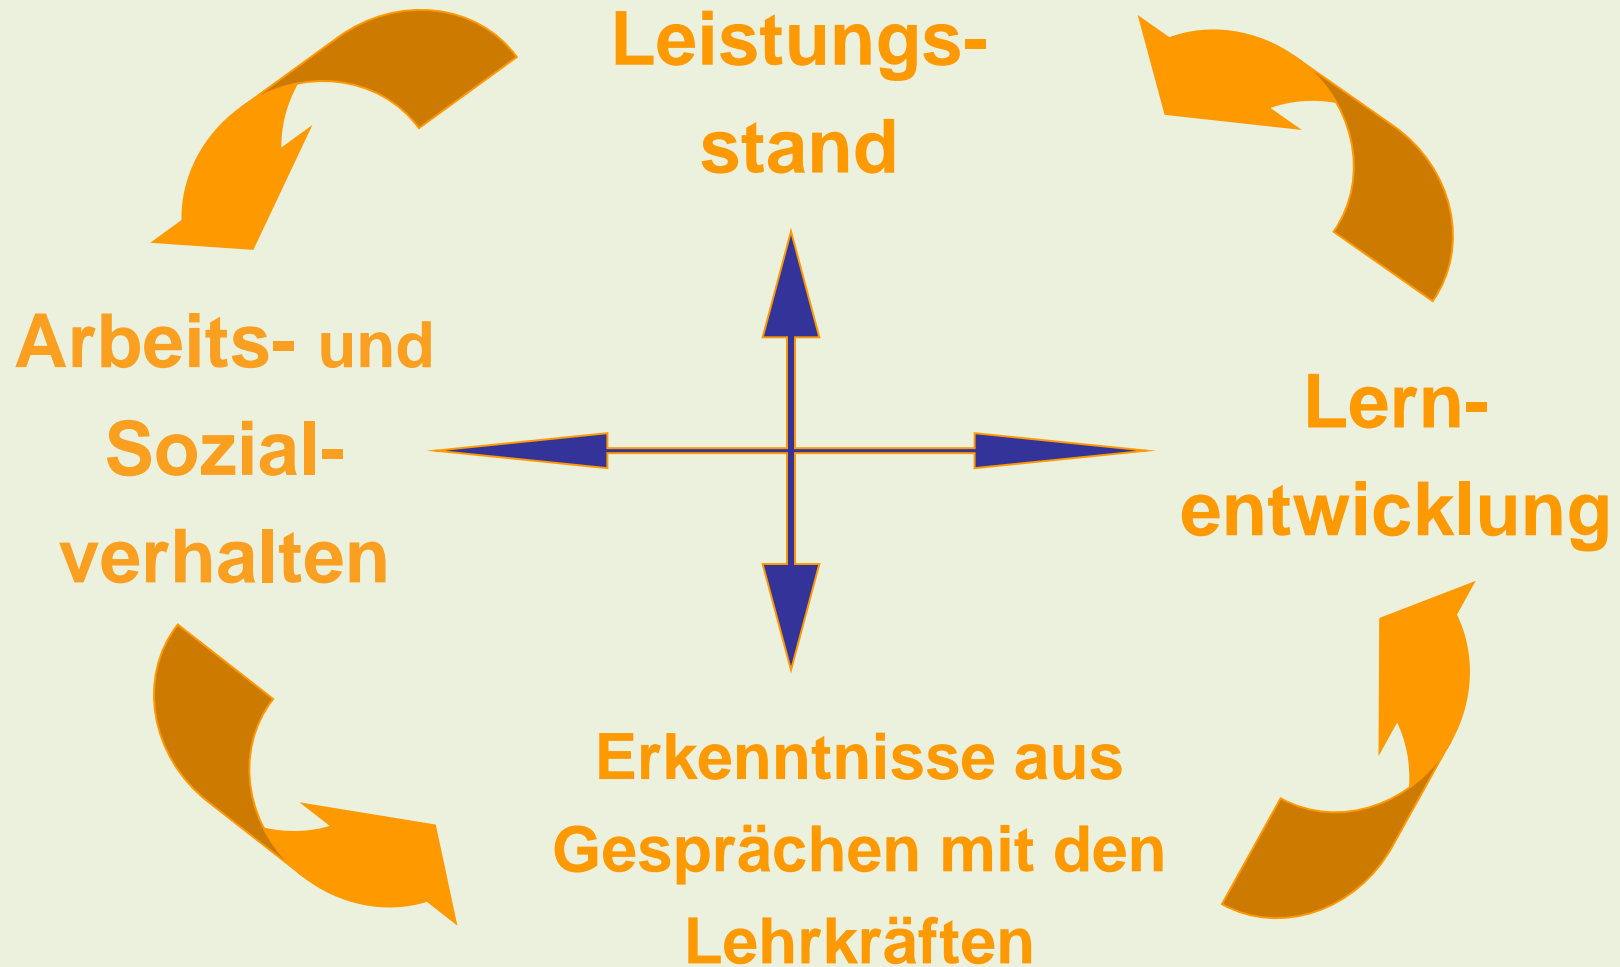 Leistungs-
stand
Arbeits- und
Sozial-
verhalten
Lern-
entwicklung
Erkenntnisse aus
Gesprächen mit den
Lehrkräften